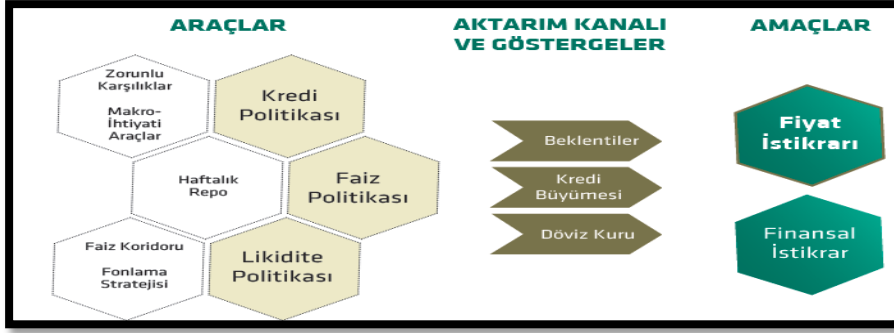 ARAÇLAR
Zorunlu
Karşılıklar
Makro-
İhtiyati
Araçlar
Kredi
Politikası
Haftalık
Repo
Faiz
Politikası
Faiz Koridoru
Fonlama
Stratejisi
Likidite
Politikası
AKTARIM KANALI
VE GÖSTERGELER
Beklentiler
Kredi
Büyümesi
Döviz Kuru
AMAÇLAR
Fiyat
İstikrarı
Finansal
İstikrar